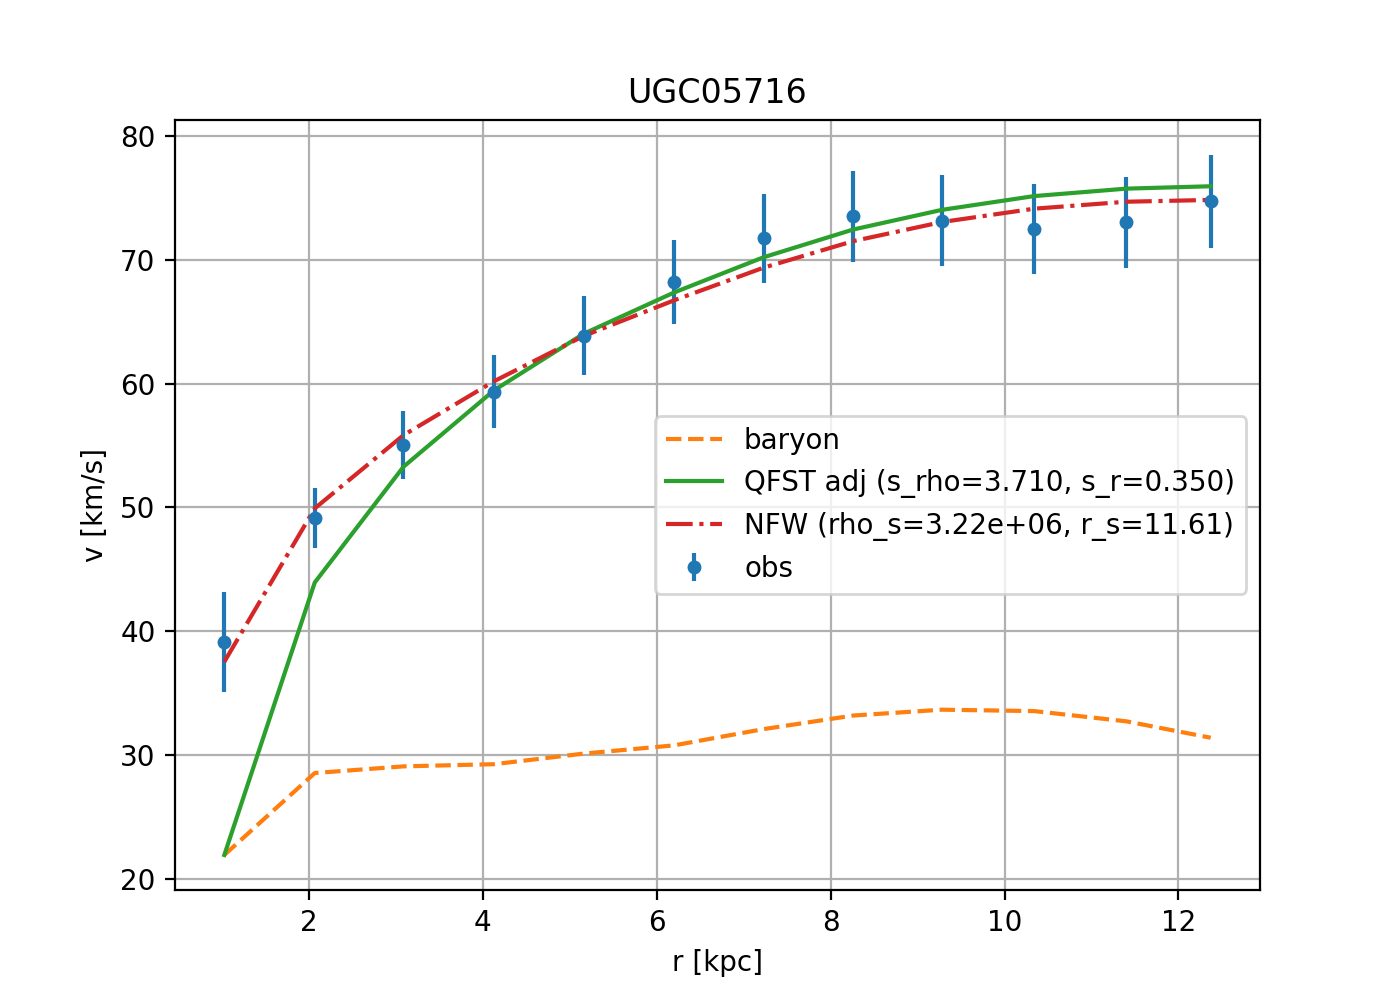 UGC05716
80
70
60
50
40
30
20
v [km/s]
baryon
QFST adj (s_rho=3.710, s_r=0.350)
NFW (rho_s=3.22e+06, r_s=11.61)
obs
2 4 6 8 10 12
r [kpc]